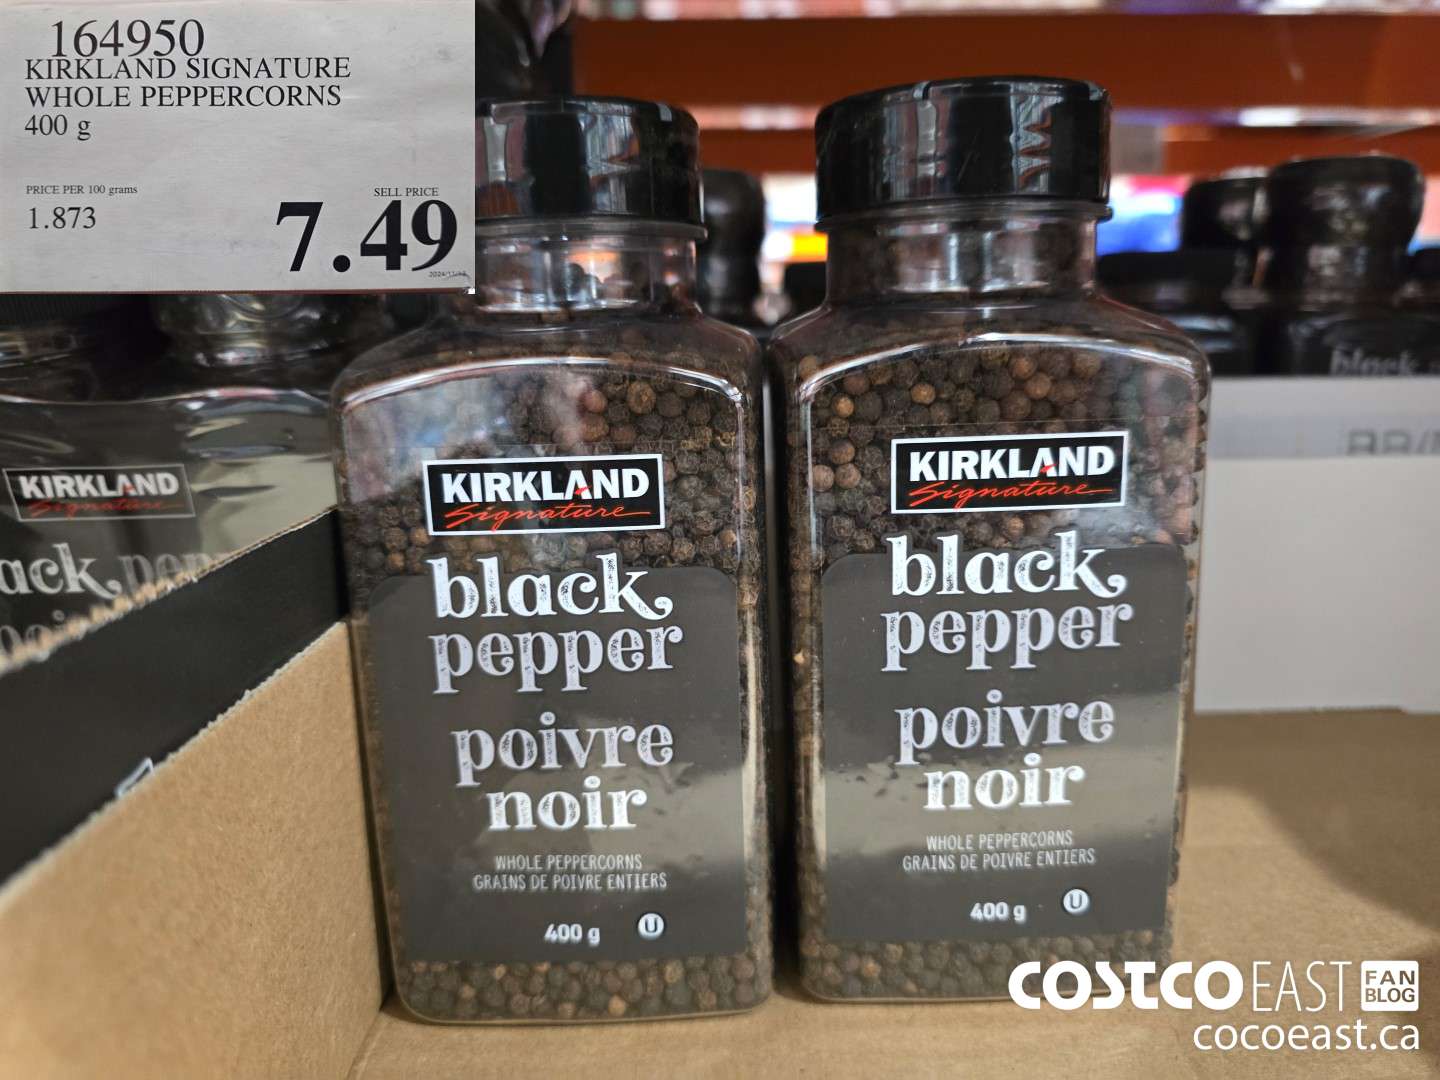 164950
KIRKLAND SIGNATURE
WHOLE PEPPERCORNS
400 g
PRICE PER 100 grams
1.873
SELL PRICE
7.49
KIRKLAND
Signature
black
pepper
poivre
noir
WHOLE PEPPERCORNS
GRAINS DE POIVRE ENTIERS
400 g
U
KIRKLAND
Signature
black
pepper
poivre
noir
WHOLE PEPPERCORNS
GRAINS DE POIVRE ENTIERS
400 g
U
KIRKLAND
Signature
black
COSTCO EAST FAN BLOG
cocoeast.ca